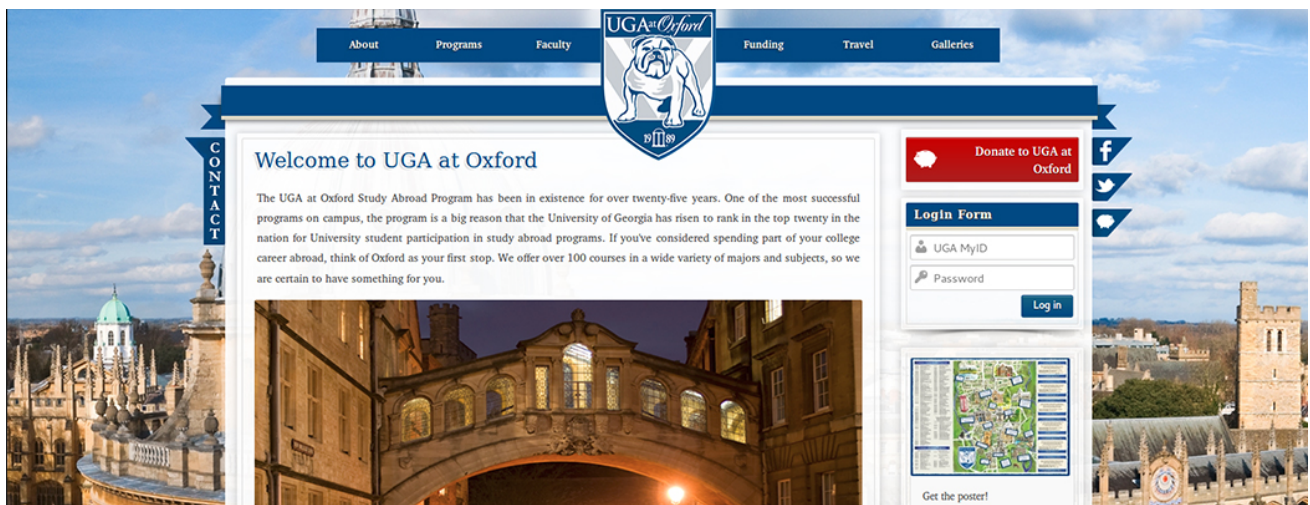 About Programs Faculty Funding Travel Galleries
UGA at Oxford
19 89
CONTACT
Welcome to UGA at Oxford
The UGA at Oxford Study Abroad Program has been in existence for over twenty-five years. One of the most successful
programs on campus, the program is a big reason that the University of Georgia has risen to rank in the top twenty in the
nation for University student participation in study abroad programs. If you've considered spending part of your college
career abroad, think of Oxford as your first stop. We offer over 100 courses in a wide variety of majors and subjects, so we
are certain to have something for you.
Donate to UGA at
Oxford
Login Form
UGA MyID
Password
Log in
Get the poster!